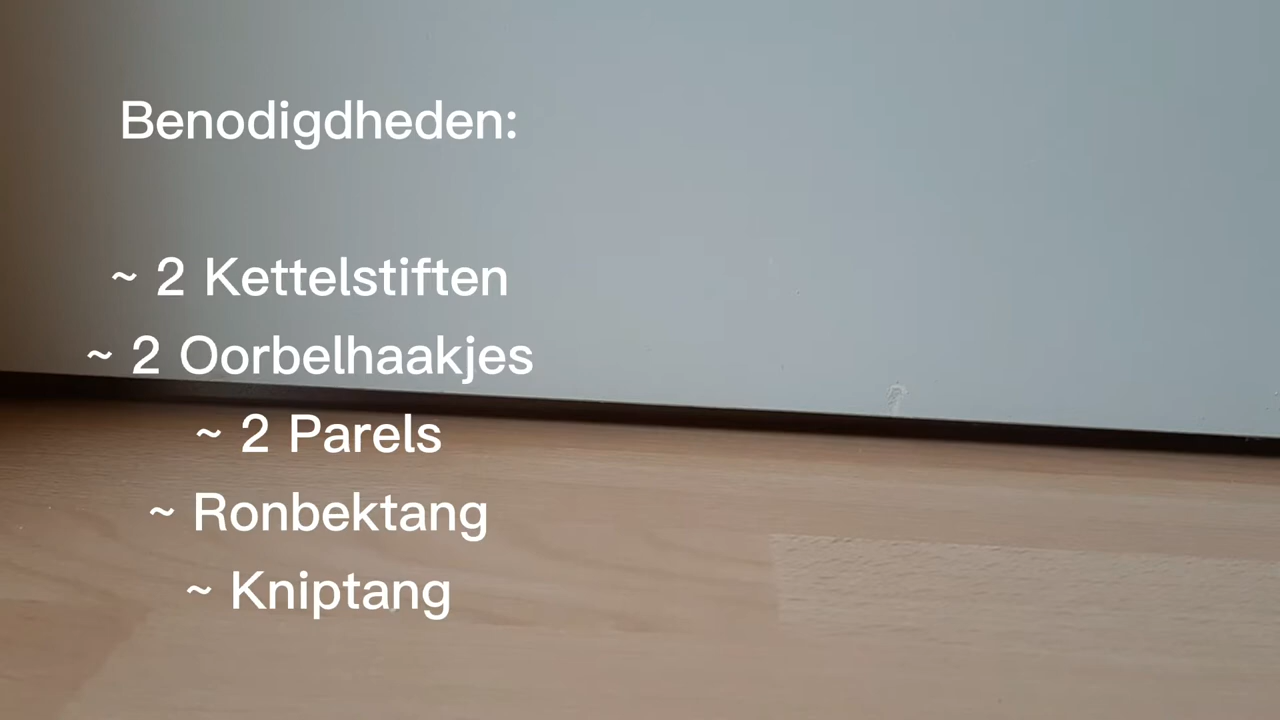 Benodigdheden:
~ 2 Kettelstiften
~ 2 Oorbelhaakjes
~ 2 Parels
~ Ronbektang
~ Kniptang